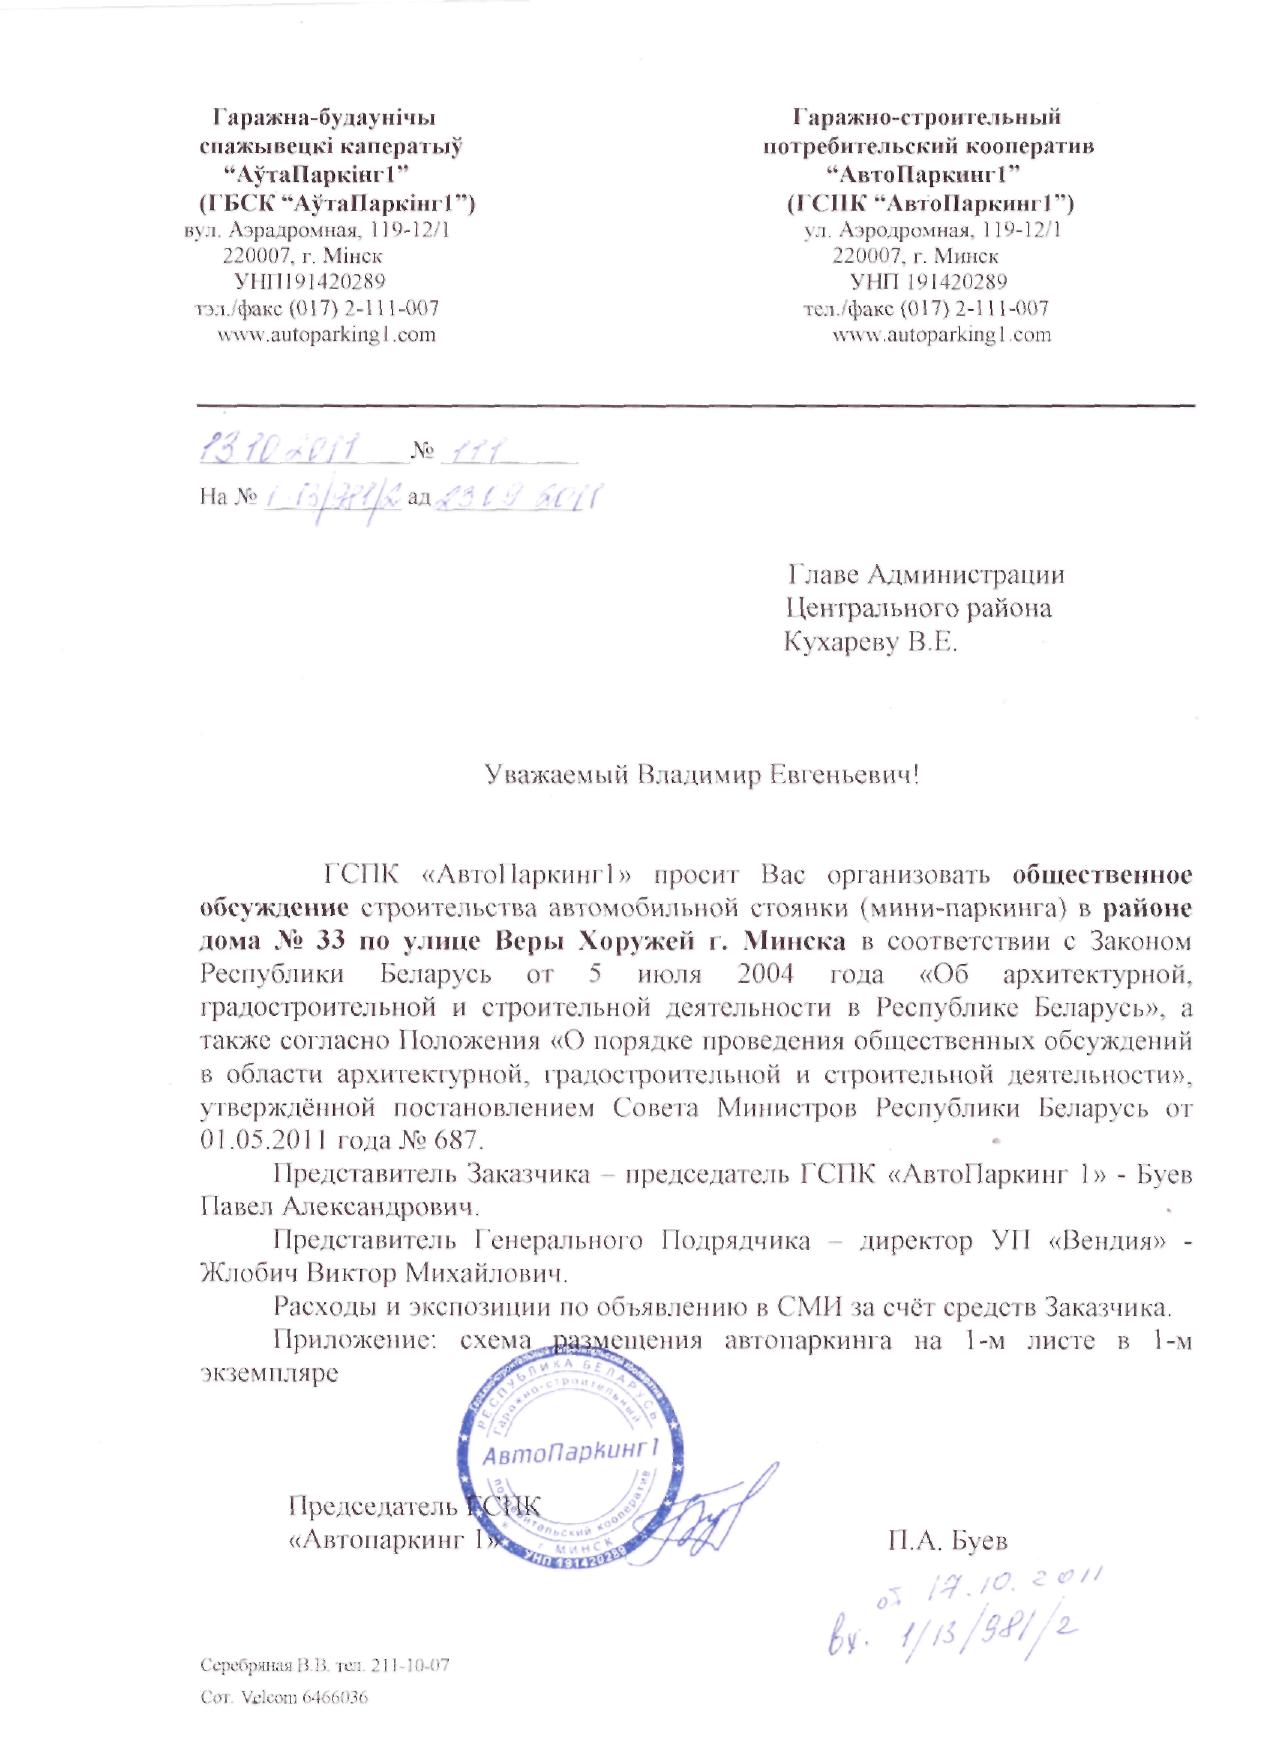 Гаражна-будаунічы
спажывецкі каператыў
“АўтаПаркінг1”
(ГБСК “АўтаПаркінг1”)
вул. Аэрадромная, 119-12/1
220007, г. Мінск
УНП191420289
тэл./факс (017) 2-111-007
www.autoparking1.com
Гаражно-строительный
потребительский кооператив
“АвтоПаркинг1”
(ГСПК “АвтоПаркинг1”)
ул. Аэродромная, 119-12/1
220007, г. Минск
УНП 191420289
тел./факс (017) 2-111-007
www.autoparking1.com
13 10 2011 № 111
На № 1 13/981/2 ад 23 09 2011
Главе Администрации
Центрального района
Кухареву В.Е.
Уважаемый Владимир Евгеньевич!
ГСПК «АвтоПаркинг1» просит Вас организовать общественное
обсуждение строительства автомобильной стоянки (мини-паркинга) в районе
дома № 33 по улице Веры Хоружей г. Минска в соответствии с Законом
Республики Беларусь от 5 июля 2004 года «Об архитектурной,
градостроительной и строительной деятельности в Республике Беларусь», а
также согласно Положения «О порядке проведения общественных обсуждений
в области архитектурной, градостроительной и строительной деятельности»,
утверждённой постановлением Совета Министров Республики Беларусь от
01.05.2011 года № 687.
Представитель Заказчика – председатель ГСПК «АвтоПаркинг 1» - Буев
Павел Александрович.
Представитель Генерального Подрядчика – директор УП «Вендия» -
Жлобич Виктор Михайлович.
Расходы и экспозиции по объявлению в СМИ за счёт средств Заказчика.
Приложение: схема размещения автопаркинга на 1-м листе в 1-м
экземпляре
РЕСПУБЛИКА БЕЛАРУСЬ
Гаражно-строительный
АвтоПаркинг1
потребительский кооператив
г МИНСК
УНП 191420289
Председатель ГСПК
«Автопаркинг 1»
П.А. Буев
от 17.10.2011
вх. 1/13/981/2
Серебряная В.В. тел. 211-10-07
Сот. Velcom 6466036